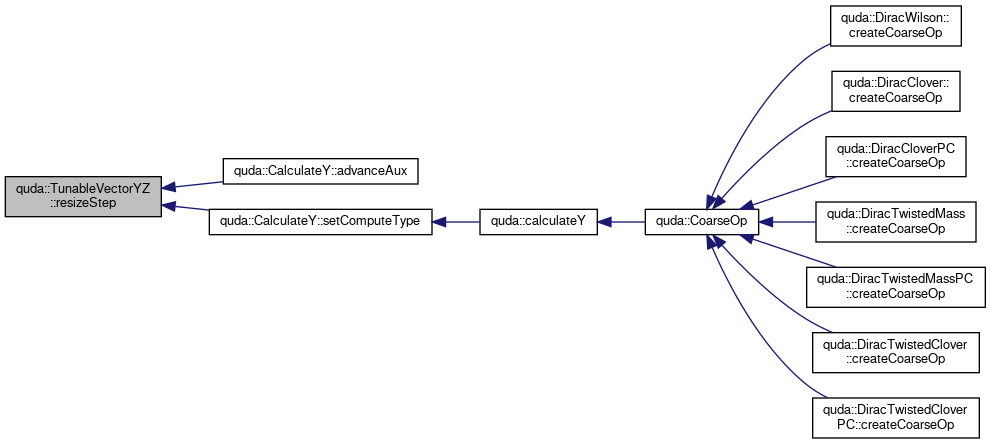 quda::TunableVectorYZ
::resizeStep
quda::CalculateY::advanceAux
quda::CalculateY::setComputeType
quda::calculateY
quda::CoarseOp
quda::DiracWilson::
createCoarseOp
quda::DiracClover::
createCoarseOp
quda::DiracCloverPC
::createCoarseOp
quda::DiracTwistedMass
::createCoarseOp
quda::DiracTwistedMassPC
::createCoarseOp
quda::DiracTwistedClover
::createCoarseOp
quda::DiracTwistedClover
PC::createCoarseOp